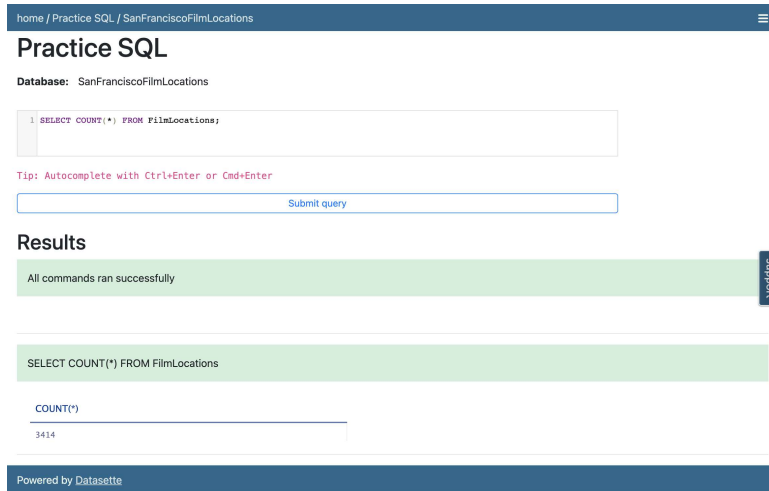 home / Practice SQL / SanFranciscoFilmLocations
Practice SQL
Database: SanFranciscoFilmLocations
1 SELECT COUNT(*) FROM FilmLocations;
Tip: Autocomplete with Ctrl+Enter or Cmd+Enter
Submit query
Results
All commands ran successfully
SELECT COUNT(*) FROM FilmLocations
COUNT(*)
3414
Powered by Datasette